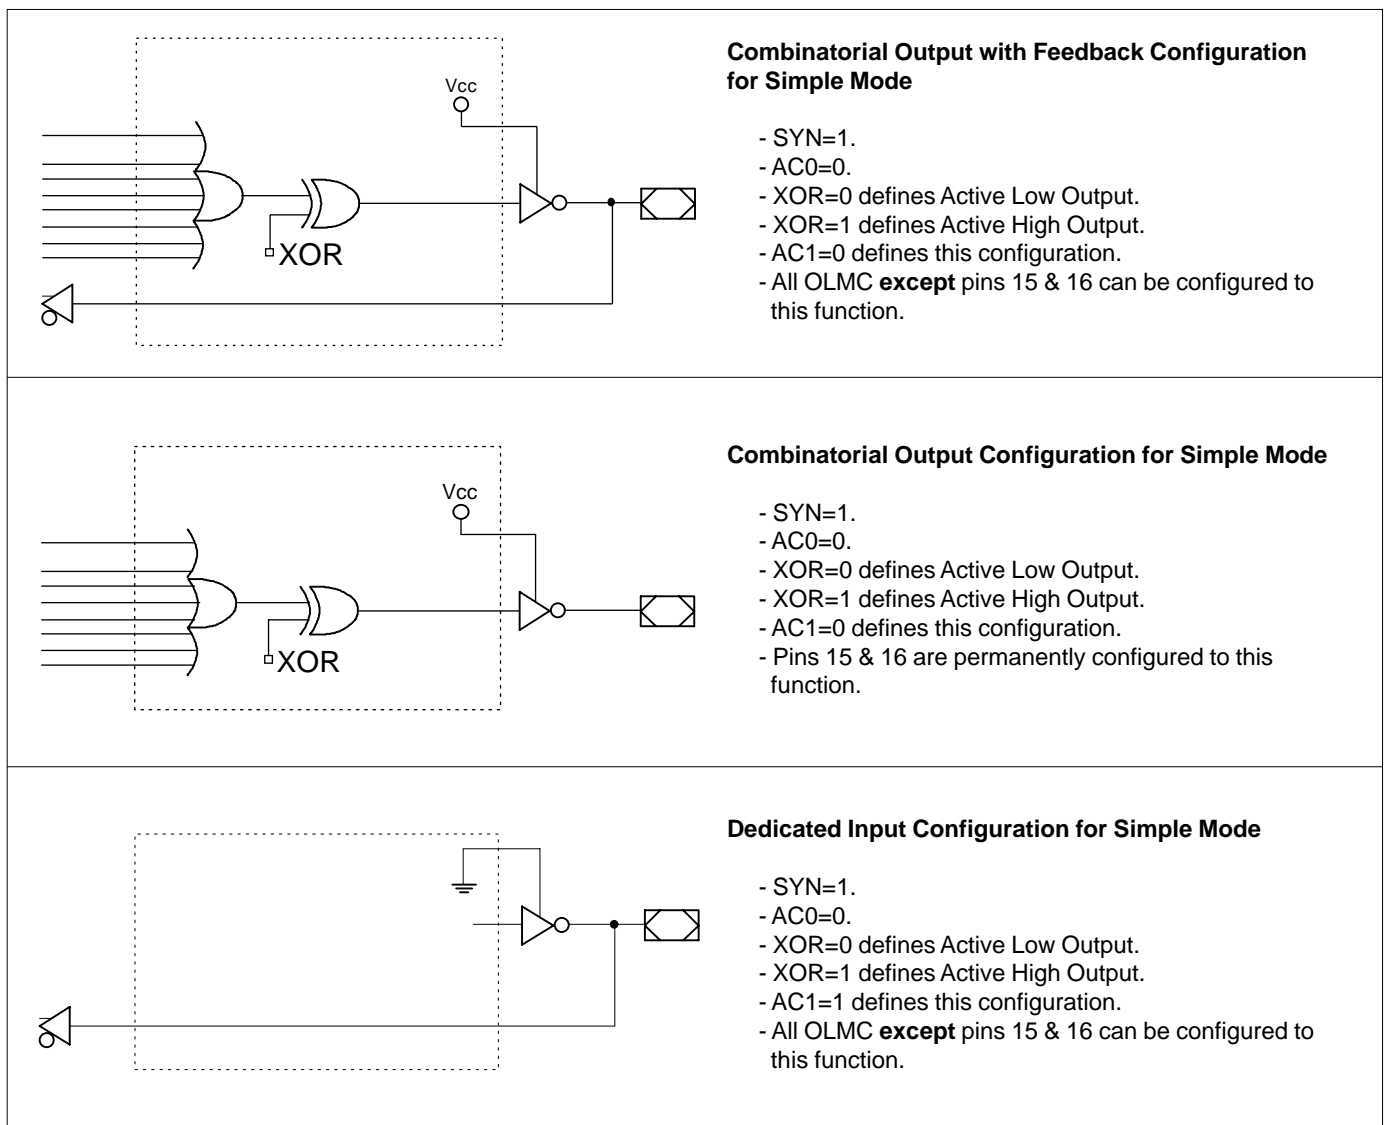 Vcc
XOR
Combinatorial Output with Feedback Configuration
for Simple Mode
- SYN=1.
- AC0=0.
- XOR=0 defines Active Low Output.
- XOR=1 defines Active High Output.
- AC1=0 defines this configuration.
- All OLMC except pins 15 & 16 can be configured to
this function.
Vcc
XOR
Combinatorial Output Configuration for Simple Mode
- SYN=1.
- AC0=0.
- XOR=0 defines Active Low Output.
- XOR=1 defines Active High Output.
- AC1=0 defines this configuration.
- Pins 15 & 16 are permanently configured to this
function.
Dedicated Input Configuration for Simple Mode
- SYN=1.
- AC0=0.
- XOR=0 defines Active Low Output.
- XOR=1 defines Active High Output.
- AC1=1 defines this configuration.
- All OLMC except pins 15 & 16 can be configured to
this function.